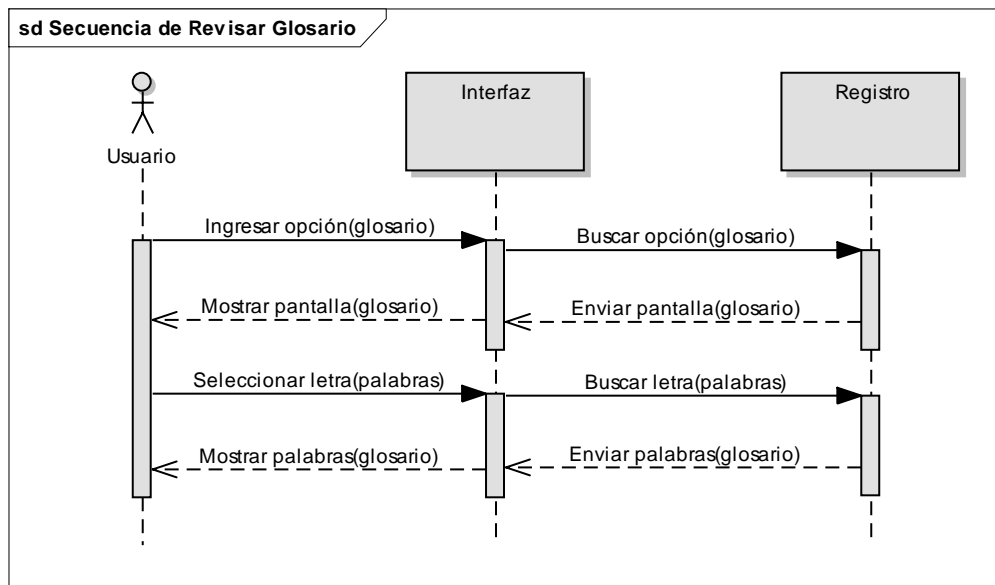 sd Secuencia de Revisar Glosario
Interfaz
Registro
Usuario
Ingresar opción(glosario)
Buscar opción(glosario)
Mostrar pantalla(glosario)
Enviar pantalla(glosario)
Seleccionar letra(palabras)
Buscar letra(palabras)
Mostrar palabras(glosario)
Enviar palabras(glosario)